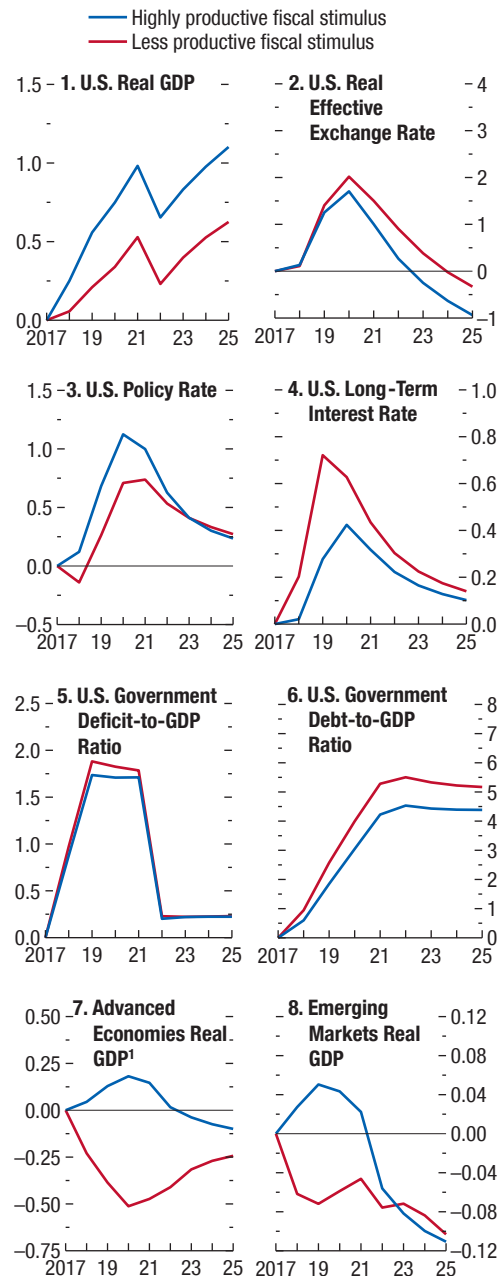 Highly productive fiscal stimulus
Less productive fiscal stimulus
1. U.S. Real GDP
1.5
1.0
0.5
0.0
2017 19 21 23 25
2. U.S. Real
Effective
Exchange Rate
4
3
2
1
0
–1
2017 19 21 23 25
3. U.S. Policy Rate
1.5
1.0
0.5
0.0
–0.5
2017 19 21 23 25
4. U.S. Long-Term
Interest Rate
1.0
0.8
0.6
0.4
0.2
0.0
2017 19 21 23 25
5. U.S. Government
Deficit-to-GDP
Ratio
2.5
2.0
1.5
1.0
0.5
0.0
2017 19 21 23 25
6. U.S. Government
Debt-to-GDP
Ratio
8
7
6
5
4
3
2
1
0
2017 19 21 23 25
7. Advanced
Economies Real
GDP¹
0.50
0.25
0.00
–0.25
–0.50
–0.75
2017 19 21 23 25
8. Emerging
Markets Real
GDP
0.12
0.08
0.04
0.00
–0.04
–0.08
–0.12
2017 19 21 23 25